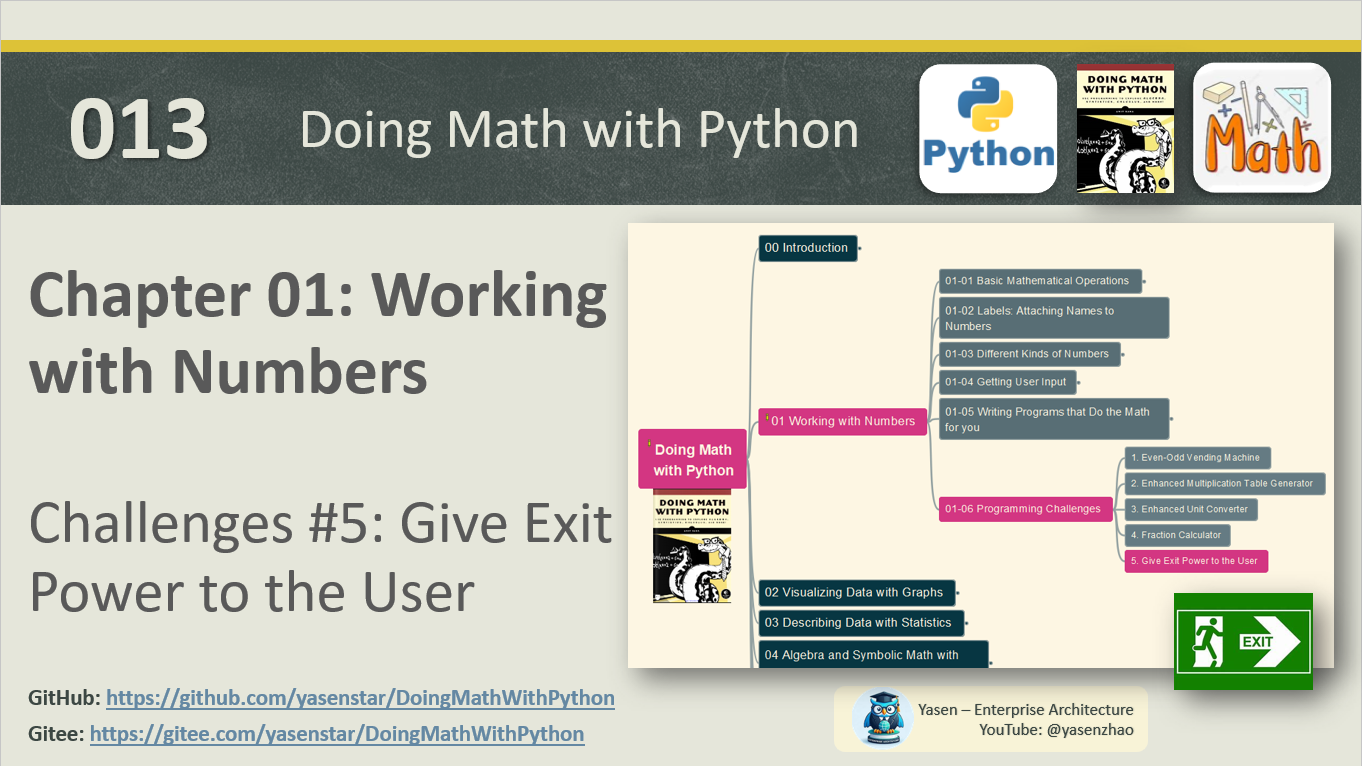 013
Doing Math with Python
Python
DOING MATH
WITH PYTHON
Math
Chapter 01: Working
with Numbers
Challenges #5: Give Exit
Power to the User
00 Introduction
01 Working with Numbers
01-01 Basic Mathematical Operations
01-02 Labels: Attaching Names to
Numbers
01-03 Different Kinds of Numbers
01-04 Getting User Input
01-05 Writing Programs that Do the Math
for you
01-06 Programming Challenges
1. Even-Odd Vending Machine
2. Enhanced Multiplication Table Generator
3. Enhanced Unit Converter
4. Fraction Calculator
5. Give Exit Power to the User
Doing Math
with Python
DOING MATH
WITH PYTHON
02 Visualizing Data with Graphs
03 Describing Data with Statistics
04 Algebra and Symbolic Math with
EXIT
GitHub: https://github.com/yasenstar/DoingMathWithPython
Gitee: https://gitee.com/yasenstar/DoingMathWithPython
Yasen – Enterprise Architecture
YouTube: @yasenzhao